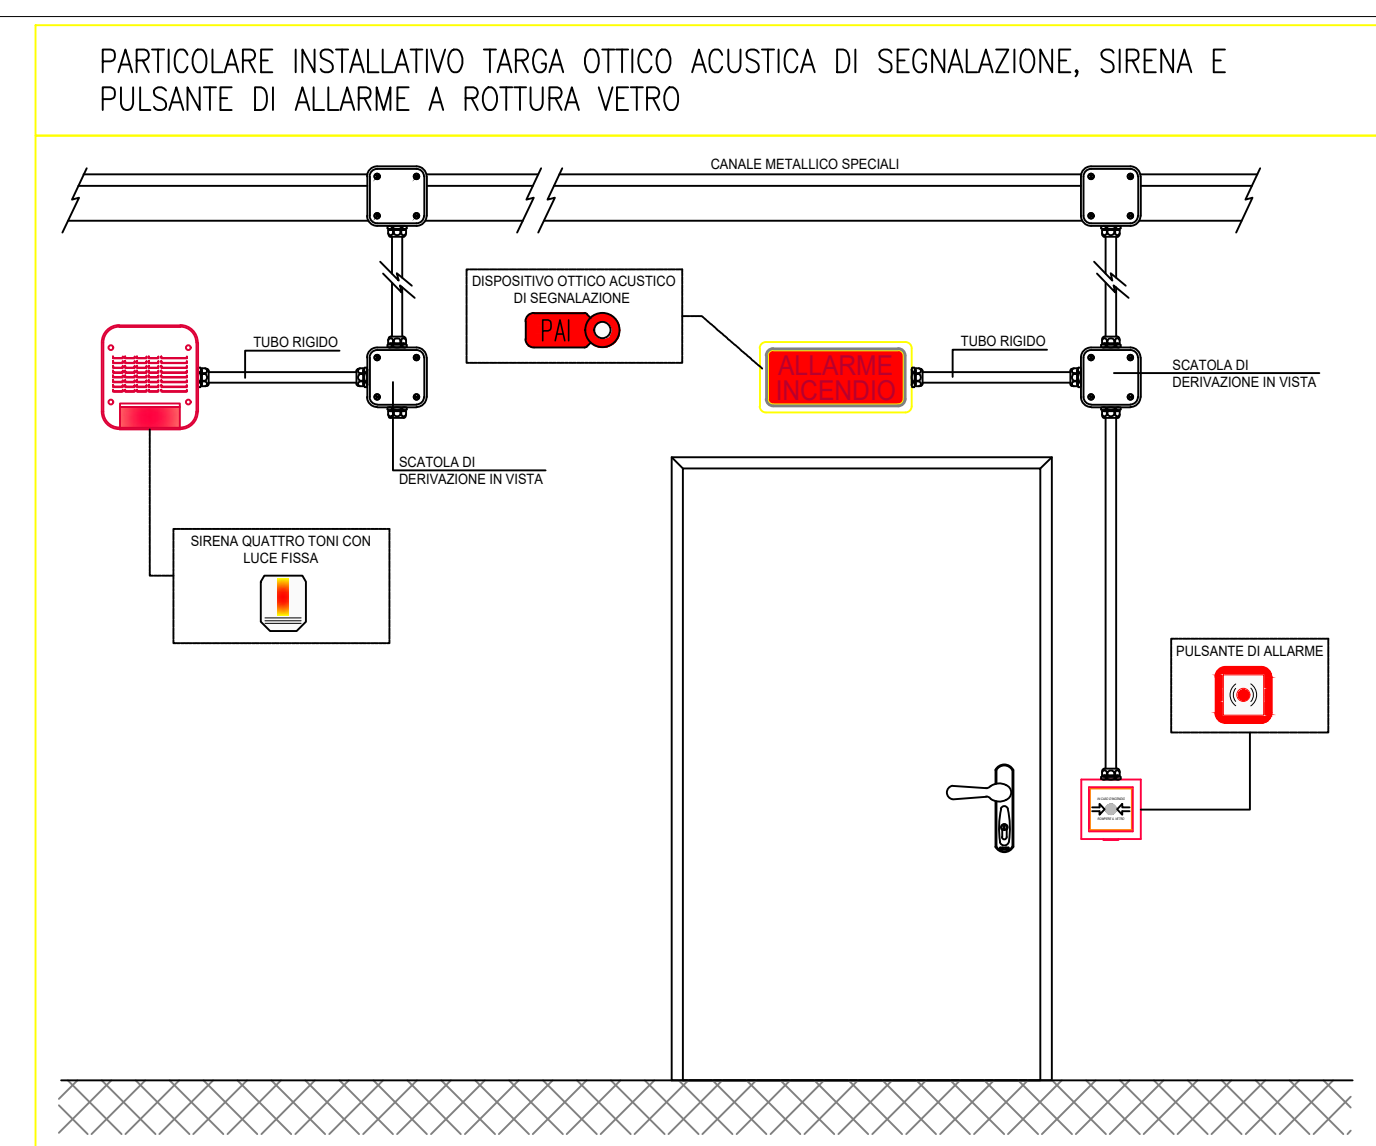 PARTICOLARE INSTALLATIVO TARGA OTTICO ACUSTICA DI SEGNALAZIONE, SIRENA E
PULSANTE DI ALLARME A ROTTURA VETRO
CANALE METALLICO SPECIALI
DISPOSITIVO OTTICO ACUSTICO
DI SEGNALAZIONE
PAI
TUBO RIGIDO
TUBO RIGIDO
ALLARME
INCENDIO
SCATOLA DI
DERIVAZIONE IN VISTA
SCATOLA DI
DERIVAZIONE IN VISTA
SIRENA QUATTRO TONI CON
LUCE FISSA
PULSANTE DI ALLARME